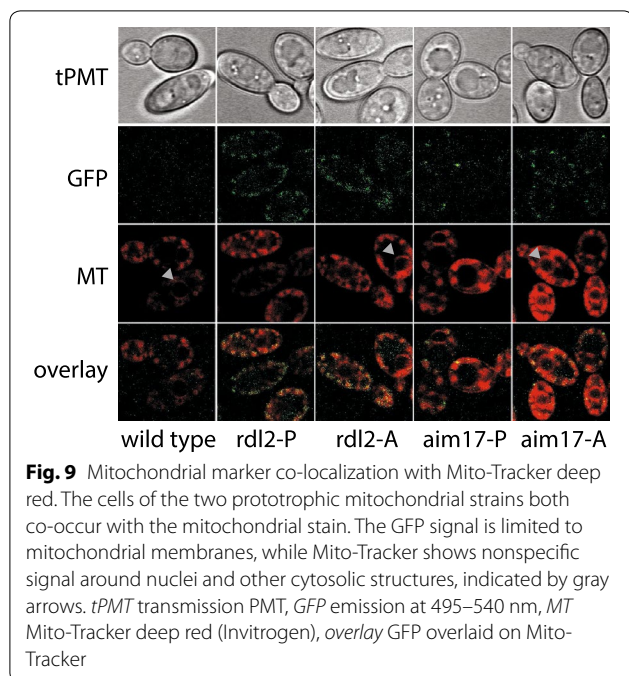 tPMT
GFP
MT
overlay
wild type rdl2-P rdl2-A aim17-P aim17-A
Fig. 9 Mitochondrial marker co-localization with Mito-Tracker deep
red. The cells of the two prototrophic mitochondrial strains both
co-occur with the mitochondrial stain. The GFP signal is limited to
mitochondrial membranes, while Mito-Tracker shows nonspecific
signal around nuclei and other cytosolic structures, indicated by gray
arrows. tPMT transmission PMT, GFP emission at 495–540 nm, MT
Mito-Tracker deep red (Invitrogen), overlay GFP overlaid on Mito-
Tracker